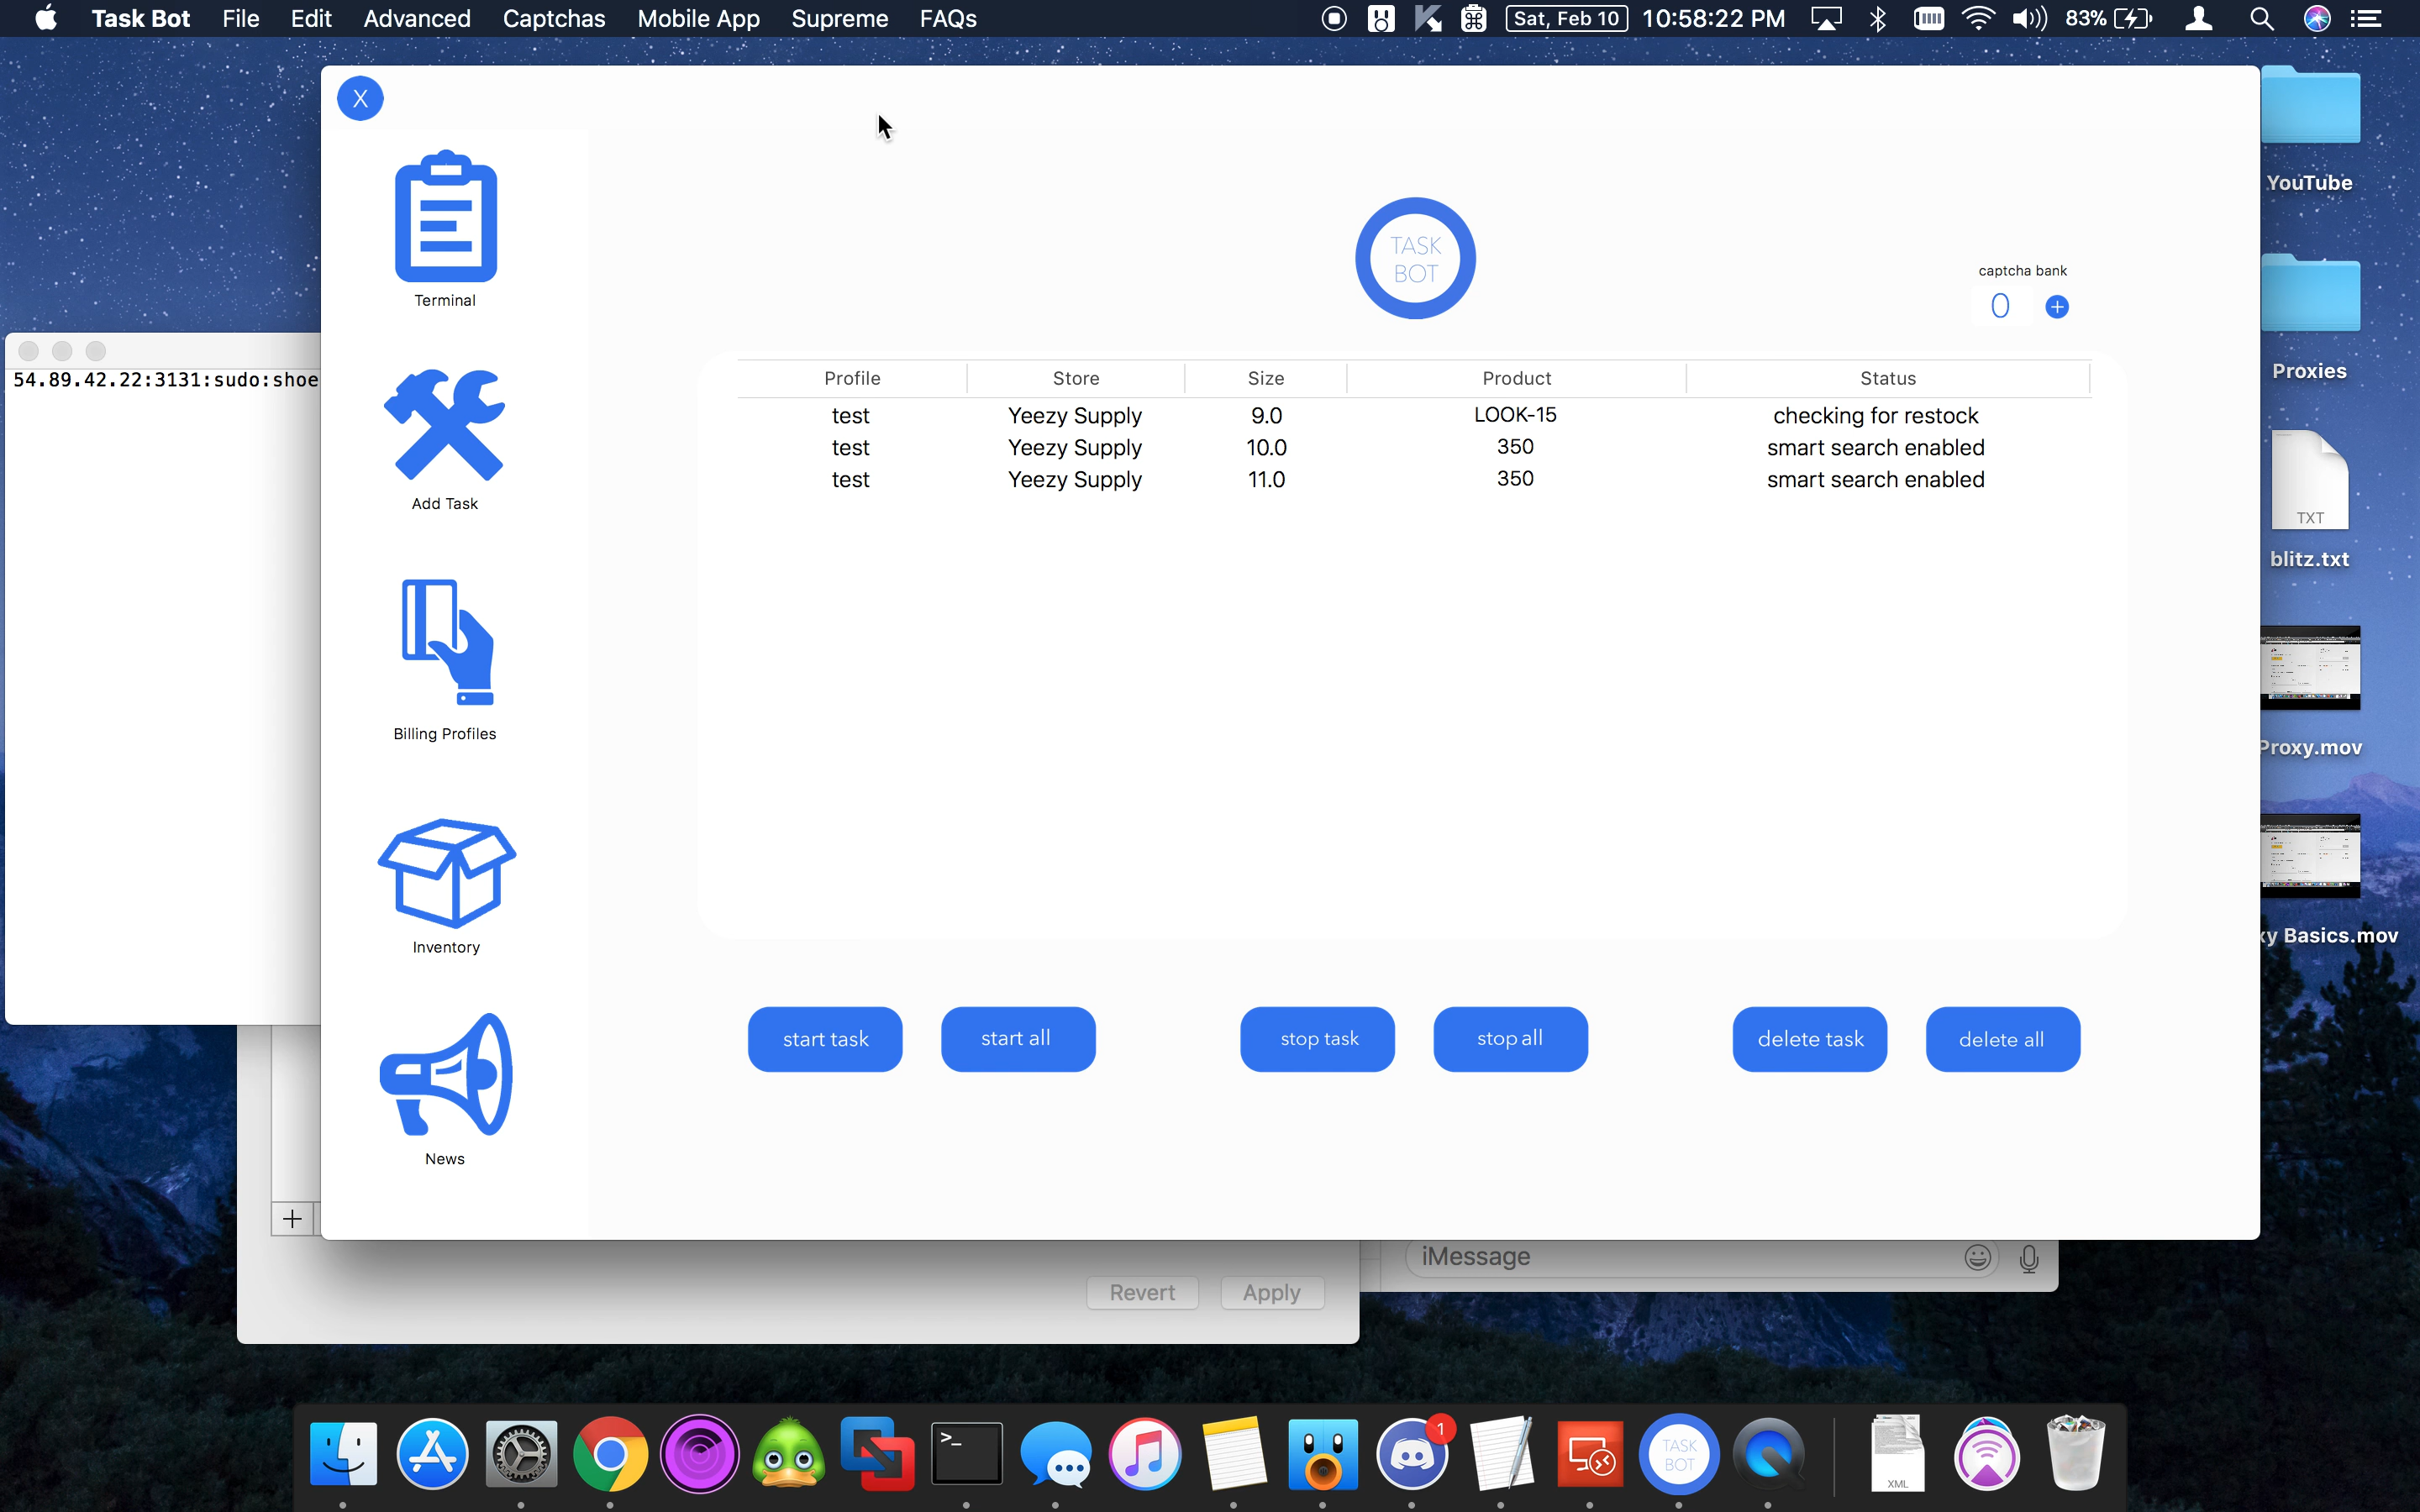 Task Bot File Edit Advanced Captchas Mobile App Supreme FAQs Sat, Feb 10 10:58:22 PM 83%
X
Terminal
Add Task
Billing Profiles
Inventory
News
54.89.42.22:3131:sudo:shoe
TASK
BOT
captcha bank
0 +
Profile Store Size Product Status
test Yeezy Supply 9.0 LOOK-15 checking for restock
test Yeezy Supply 10.0 350 smart search enabled
test Yeezy Supply 11.0 350 smart search enabled
start task start all stop task stop all delete task delete all
YouTube
Proxies
TXT
blitz.txt
Proxy.mov
xy Basics.mov
+
iMessage
Revert Apply
>_
1
TASK
BOT
XML